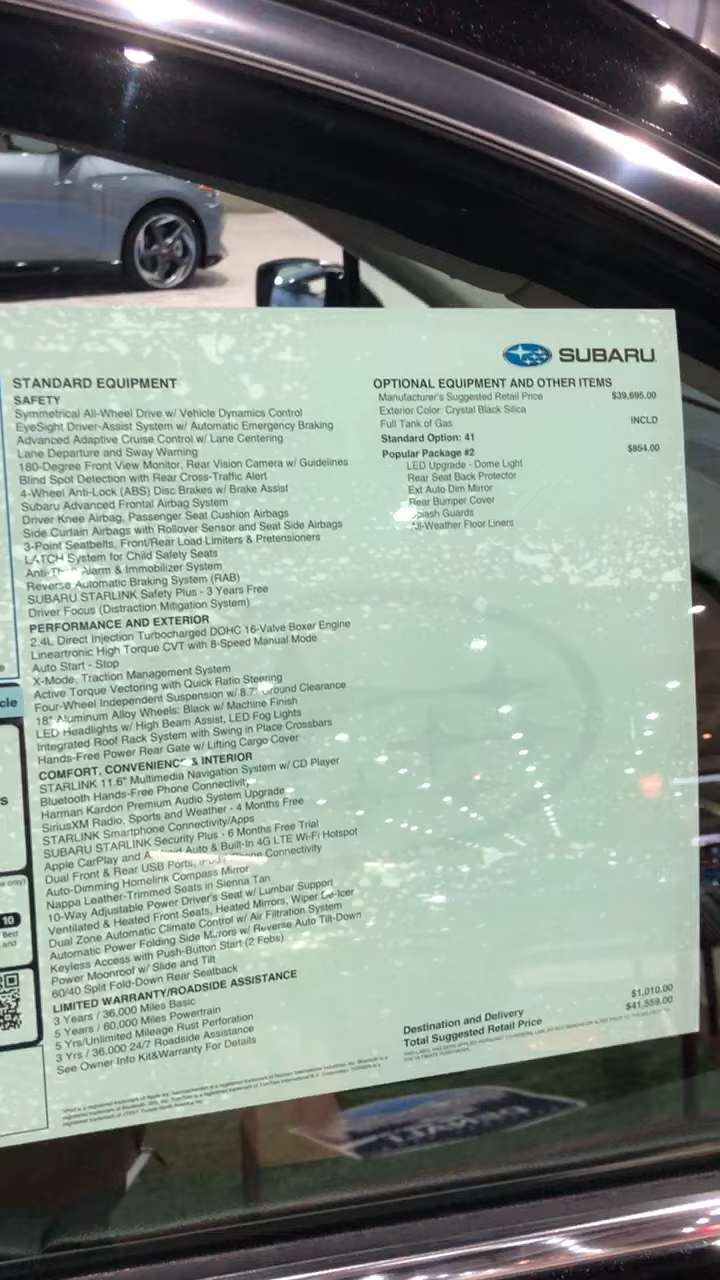 SUBARU
STANDARD EQUIPMENT
SAFETY
Symmetrical All-Wheel Drive w/ Vehicle Dynamics Control
EyeSight Driver-Assist System w/ Automatic Emergency Braking
Advanced Adaptive Cruise Control w/ Lane Centering
Lane Departure and Sway Warning
180-Degree Front View Monitor, Rear Vision Camera w/ Guidelines
Blind Spot Detection with Rear Cross-Traffic Alert
4-Wheel Anti-Lock (ABS) Disc Brakes w/ Brake Assist
Subaru Advanced Frontal Airbag System
Driver Knee Airbag, Passenger Seat Cushion Airbags
Side Curtain Airbags with Rollover Sensor and Seat Side Airbags
3-Point Seatbelts, Front/Rear Load Limiters & Pretensioners
LATCH System for Child Safety Seats
Alarm & Immobilizer System
Reverse Automatic Braking System (RAB)
SUBARU STARLINK Safety Plus - 3 Years Free
Driver Focus (Distraction Mitigation System)
PERFORMANCE AND EXTERIOR
2.4L Direct Injection Turbocharged DOHC 16-Valve Boxer Engine
Lineartronic High Torque CVT with 8-Speed Manual Mode
Auto Start - Stop
X-Mode, Traction Management System
Active Torque Vectoring with Quick Ratio Steering
Four-Wheel Independent Suspension w/ 8.7" Ground Clearance
18" Aluminum Alloy Wheels: Black w/ Machine Finish
LED Headlights w/ High Beam Assist, LED Fog Lights
Integrated Roof Rack System with Swing in Place Crossbars
Hands-Free Power Rear Gate w/ Lifting Cargo Cover
COMFORT, CONVENIENCE & INTERIOR
STARLINK 11.6" Multimedia Navigation System w/ CD Player
Bluetooth Hands-Free Phone Connectivity
Harman Kardon Premium Audio System Upgrade
SiriusXM Radio, Sports and Weather - 4 Months Free
STARLINK Smartphone Connectivity/Apps
SUBARU STARLINK Security Plus - 6 Months Free Trial
Apple CarPlay and Auto & Built-In 4G LTE Wi-Fi Hotspot
Dual Front & Rear USB Ports, Connectivity
Auto-Dimming Homelink Compass Mirror
Nappa Leather-Trimmed Seats in Sienna Tan
10-Way Adjustable Power Driver's Seat w/ Lumbar Support
Ventilated & Heated Front Seats, Heated Mirrors, Wiper De-Icer
Dual Zone Automatic Climate Control w/ Air Filtration System
Automatic Power Folding Side Mirrors w/ Reverse Auto Tilt-Down
Keyless Access with Push-Button Start (2 Fobs)
Power Moonroof w/ Slide and Tilt
60/40 Split Fold-Down Rear Seatback
LIMITED WARRANTY/ROADSIDE ASSISTANCE
3 Years / 36,000 Miles Basic
5 Years / 60,000 Miles Powertrain
5 Yrs/Unlimited Mileage Rust Perforation
3 Yrs / 36,000 24/7 Roadside Assistance
See Owner Info Kit&Warranty For Details
OPTIONAL EQUIPMENT AND OTHER ITEMS
Manufacturer's Suggested Retail Price $39,695.00
Exterior Color: Crystal Black Silica
Full Tank of Gas INCLD
Standard Option: 41
Popular Package #2 $854.00
LED Upgrade - Dome Light
Rear Seat Back Protector
Ext Auto Dim Mirror
Rear Bumper Cover
Splash Guards
All-Weather Floor Liners
Destination and Delivery $1,010.00
Total Suggested Retail Price $41,559.00
cle
10